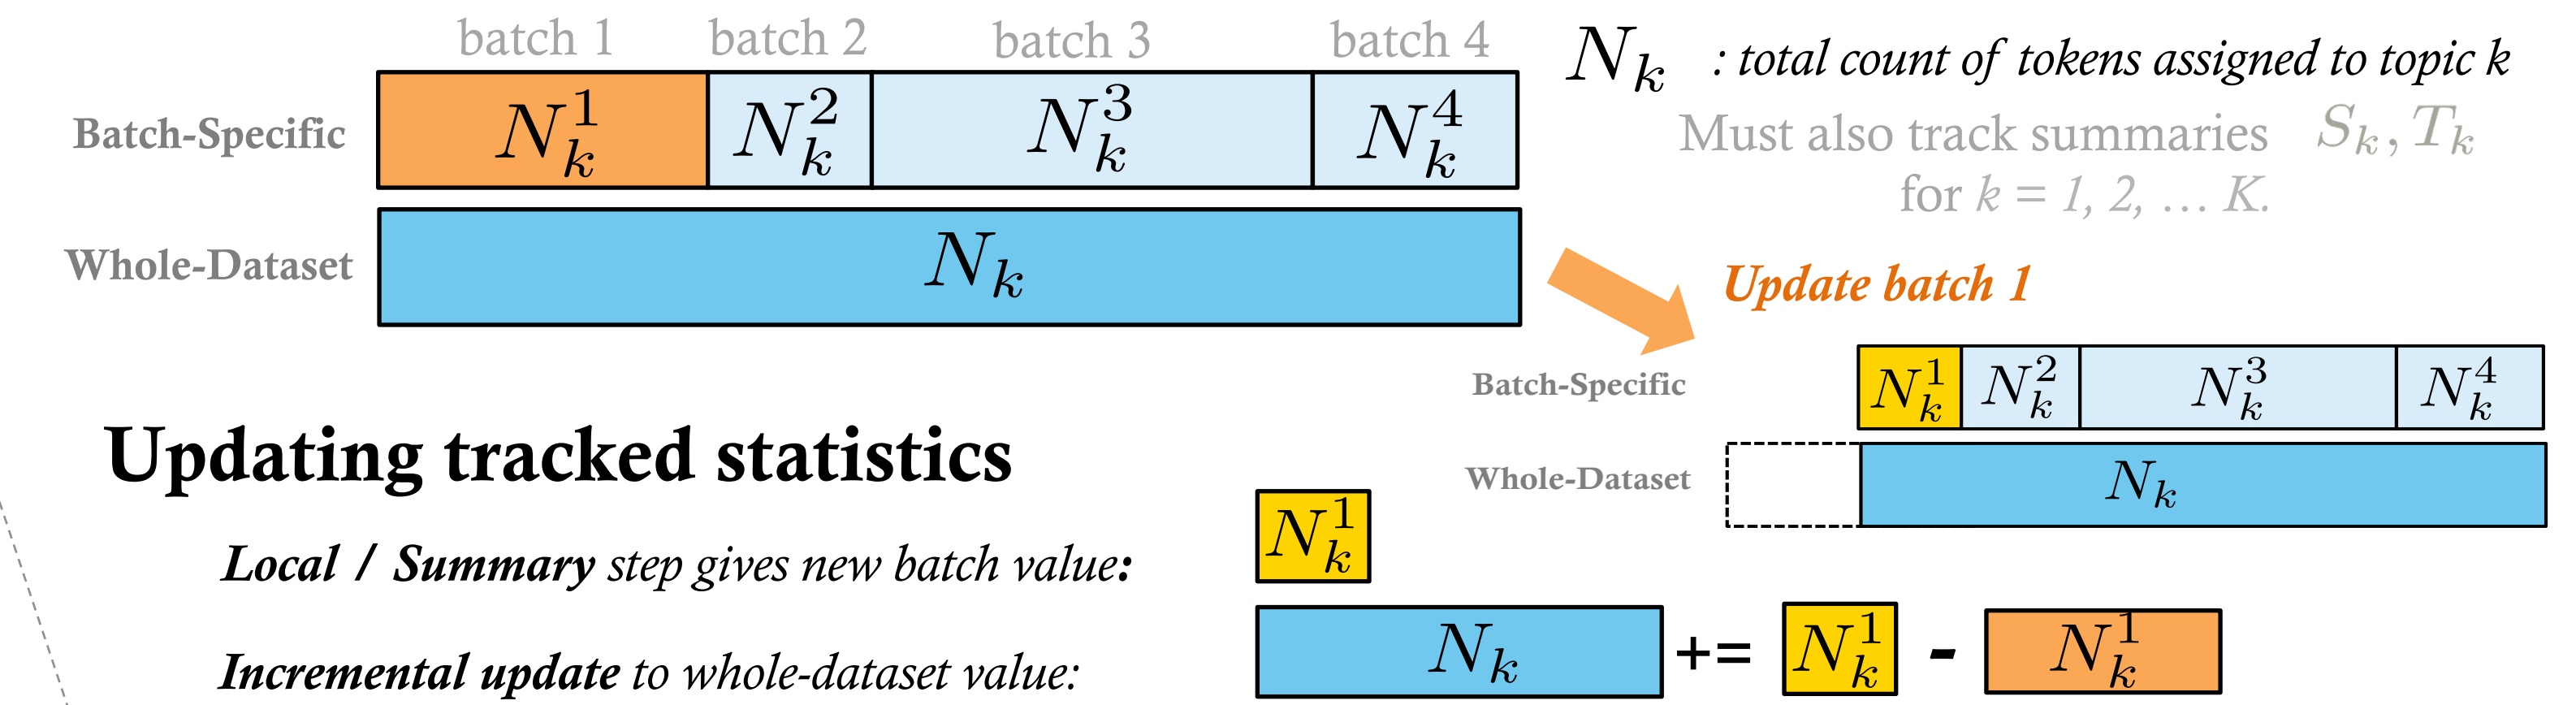 batch 1 batch 2 batch 3 batch 4
Batch-Specific N_k^1 N_k^2 N_k^3 N_k^4
Whole-Dataset N_k
N_k : total count of tokens assigned to topic k
Must also track summaries S_k, T_k
for k = 1, 2, … K.
Update batch 1
Batch-Specific N_k^1 N_k^2 N_k^3 N_k^4
Whole-Dataset N_k
Updating tracked statistics
Local / Summary step gives new batch value: N_k^1
Incremental update to whole-dataset value: N_k += N_k^1 - N_k^1